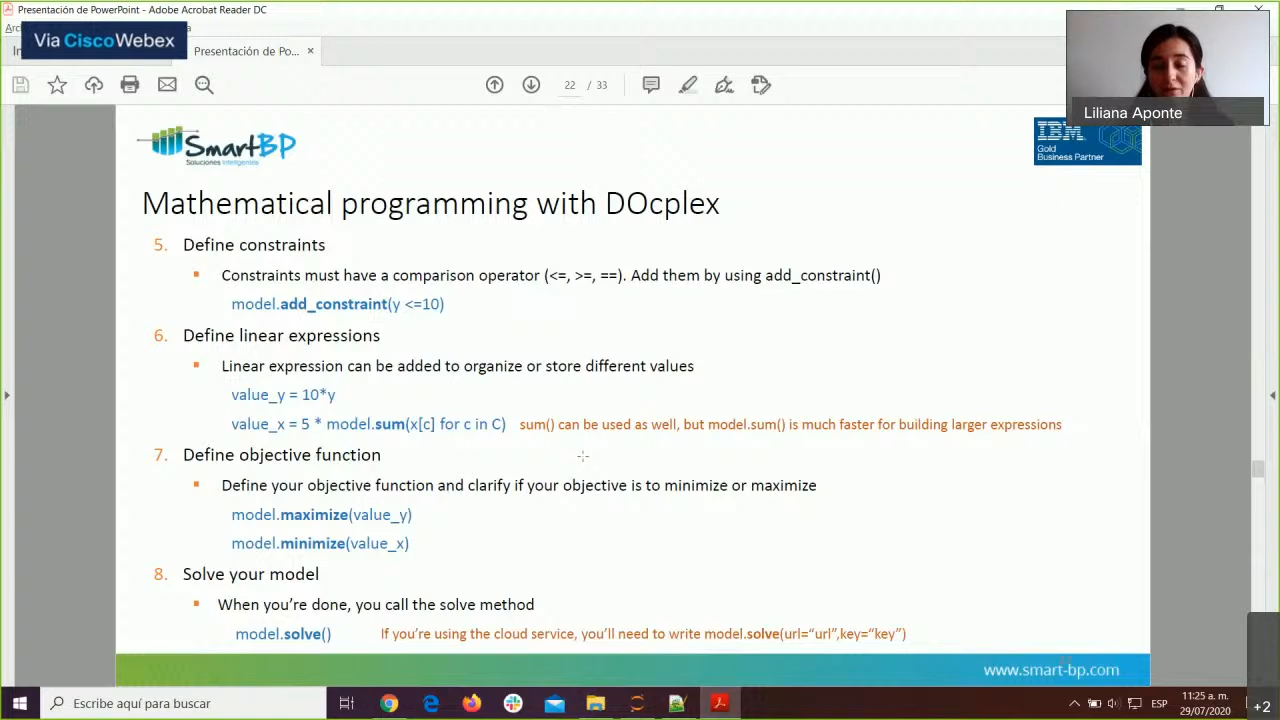 Presentación de PowerPoint - Adobe Acrobat Reader DC
Via Cisco Webex
Presentación de Po... ×
22 / 33
Liliana Aponte
SmartBP
Soluciones Inteligentes
IBM
Gold
Business Partner
Mathematical programming with DOcplex
5. Define constraints
▪ Constraints must have a comparison operator (<=, >=, ==). Add them by using add_constraint()
model.add_constraint(y <=10)
6. Define linear expressions
▪ Linear expression can be added to organize or store different values
value_y = 10*y
value_x = 5 * model.sum(x[c] for c in C) sum() can be used as well, but model.sum() is much faster for building larger expressions
7. Define objective function
▪ Define your objective function and clarify if your objective is to minimize or maximize
model.maximize(value_y)
model.minimize(value_x)
8. Solve your model
▪ When you’re done, you call the solve method
model.solve() If you’re using the cloud service, you’ll need to write model.solve(url=“url”,key=“key”)
www.smart-bp.com
Escribe aquí para buscar
ESP
11:25 a. m.
29/07/2020
+2